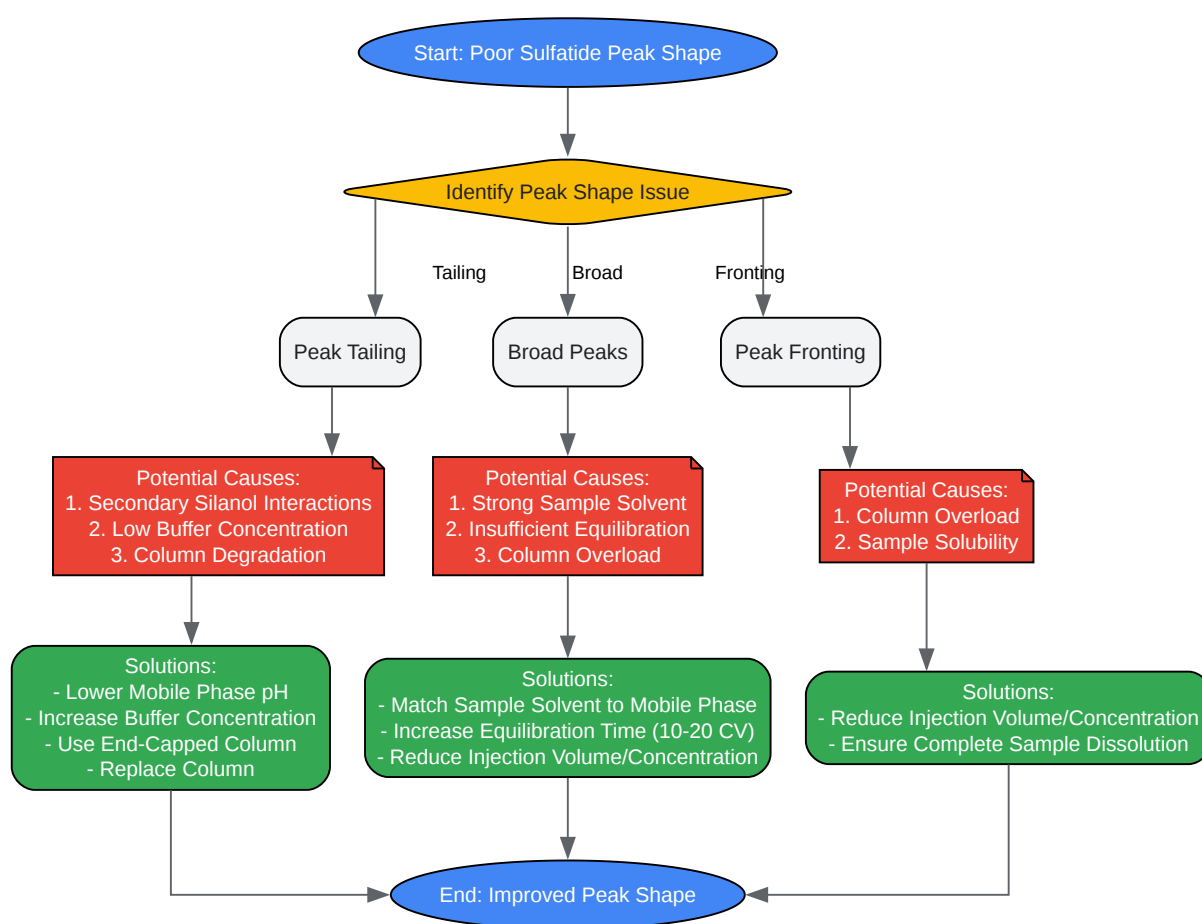 Start: Poor Sulfatide Peak Shape
Identify Peak Shape Issue
Tailing
Broad
Fronting
Peak Tailing
Broad Peaks
Peak Fronting
Potential Causes:
1. Secondary Silanol Interactions
2. Low Buffer Concentration
3. Column Degradation
Potential Causes:
1. Strong Sample Solvent
2. Insufficient Equilibration
3. Column Overload
Potential Causes:
1. Column Overload
2. Sample Solubility
Solutions:
- Lower Mobile Phase pH
- Increase Buffer Concentration
- Use End-Capped Column
- Replace Column
Solutions:
- Match Sample Solvent to Mobile Phase
- Increase Equilibration Time (10-20 CV)
- Reduce Injection Volume/Concentration
Solutions:
- Reduce Injection Volume/Concentration
- Ensure Complete Sample Dissolution
End: Improved Peak Shape